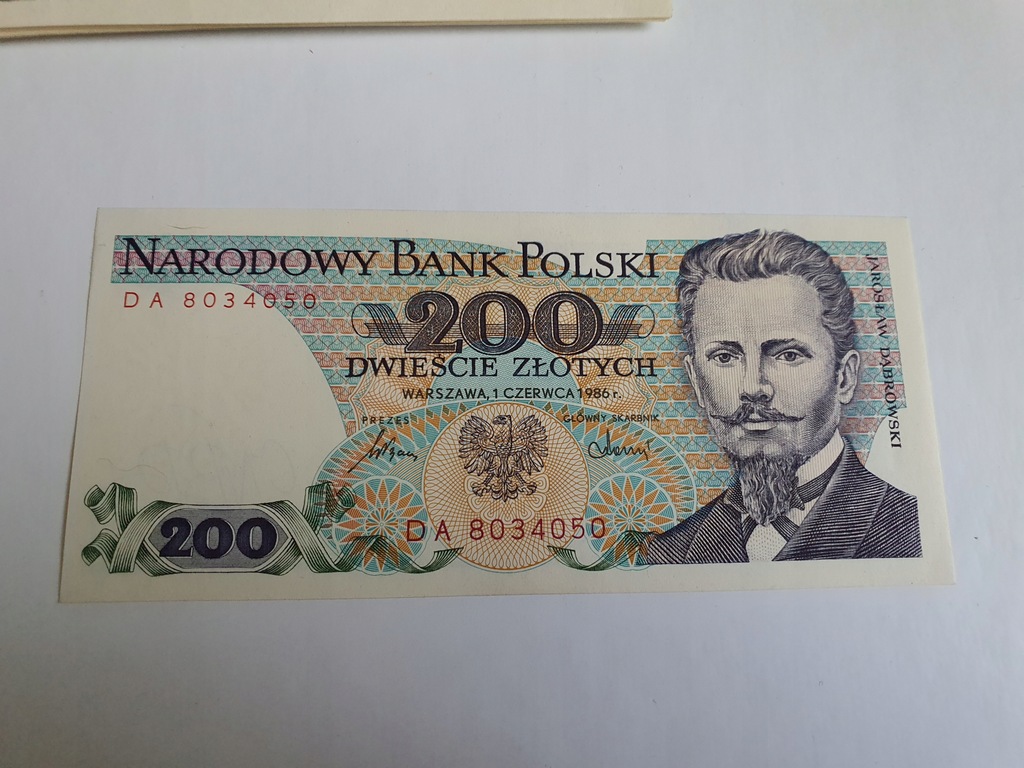 NARODOWY BANK POLSKI
DA 8034050
200
DWIEŚCIE ZŁOTYCH
WARSZAWA, 1 CZERWCA 1986 r.
PREZES
GŁÓWNY SKARBNIK
DA 8034050
200
JAROSŁAW DĄBROWSKI